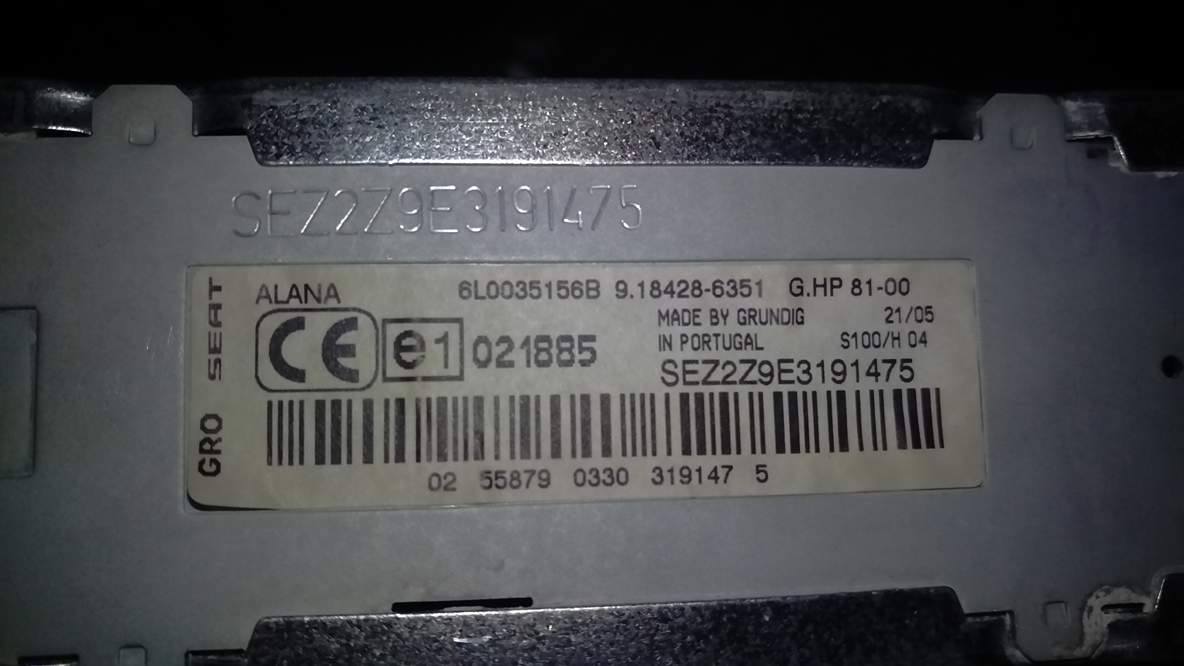 SEZ2Z9E3191475
ALANA 6L0035156B 9.18428-6351 G.HP 81-00
MADE BY GRUNDIG 21/05
IN PORTUGAL S100/H 04
CE e1 021885
SEZ2Z9E3191475
02 55879 0330 319147 5
GRO SEAT